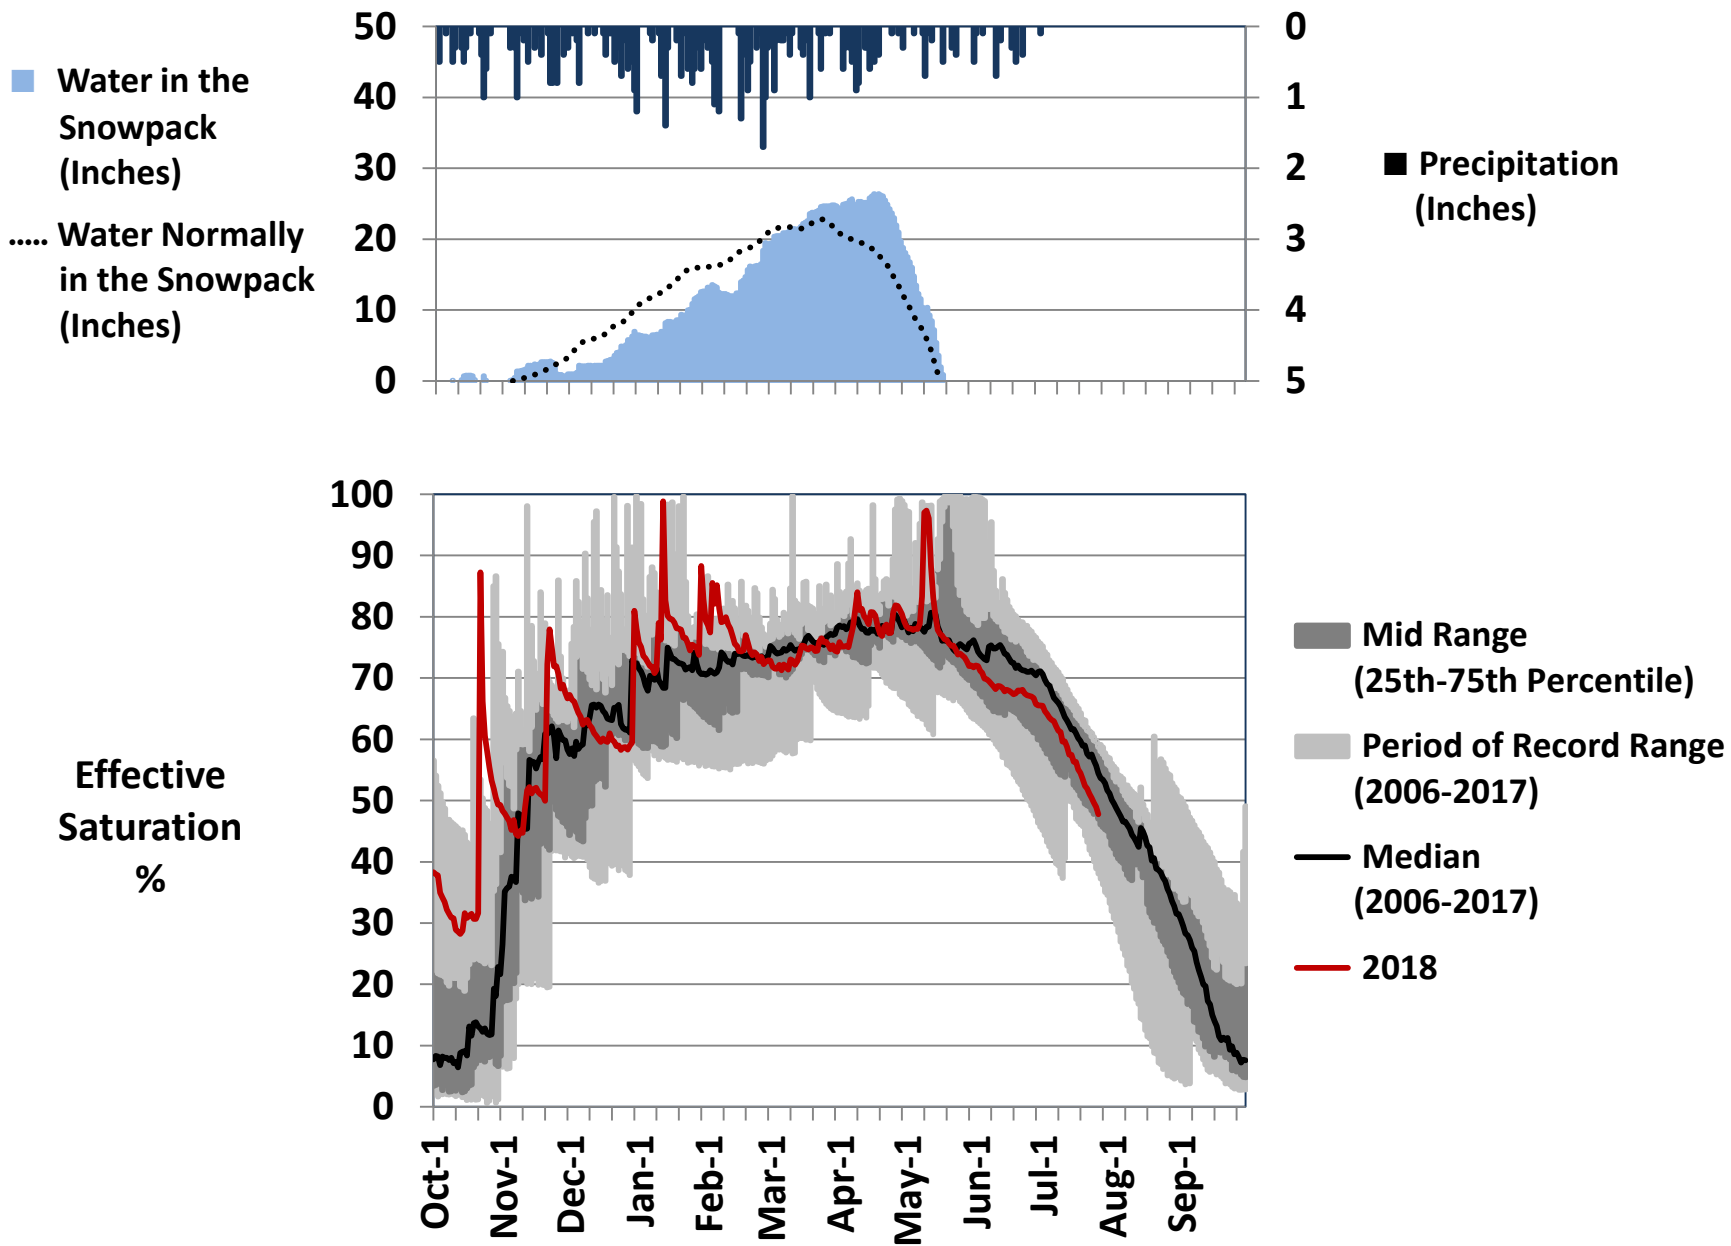 50
40
30
20
10
0
0
1
2
3
4
5
Water in the
Snowpack
(Inches)
Water Normally
in the Snowpack
(Inches)
Precipitation
(Inches)
100
90
80
70
60
50
40
30
20
10
0
Effective
Saturation
%
Oct-1
Nov-1
Dec-1
Jan-1
Feb-1
Mar-1
Apr-1
May-1
Jun-1
Jul-1
Aug-1
Sep-1
Mid Range
(25th-75th Percentile)
Period of Record Range
(2006-2017)
Median
(2006-2017)
2018